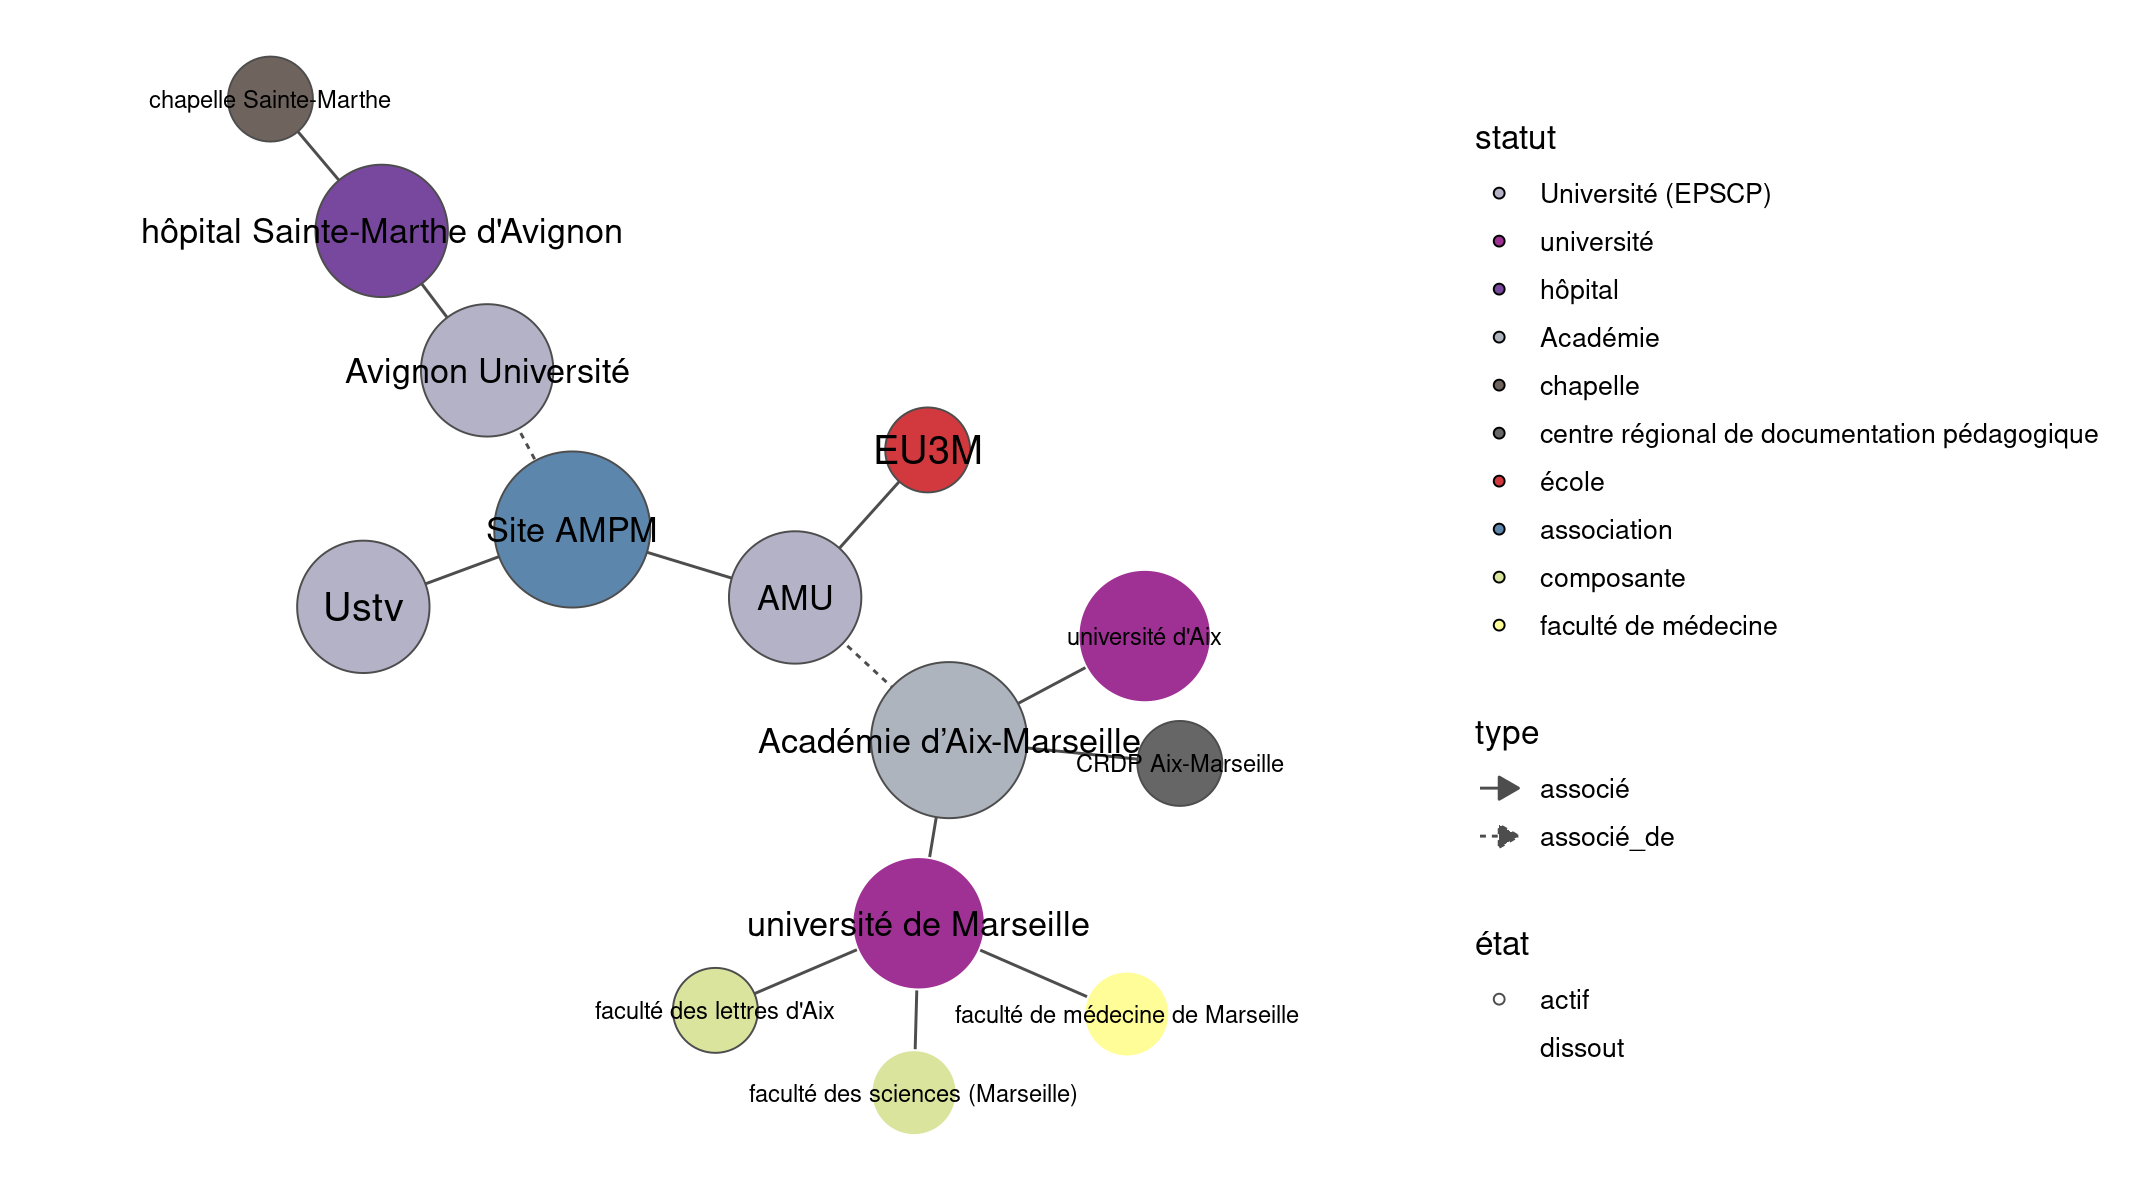 chapelle Sainte-Marthe
hôpital Sainte-Marthe d'Avignon
Avignon Université
EU3M
Site AMPM
Ustv
AMU
université d'Aix
Académie d’Aix-Marseille
CRDP Aix-Marseille
université de Marseille
faculté des lettres d'Aix
faculté de médecine de Marseille
faculté des sciences (Marseille)
statut
Université (EPSCP)
université
hôpital
Académie
chapelle
centre régional de documentation pédagogique
école
association
composante
faculté de médecine
type
associé
associé_de
état
actif
dissout